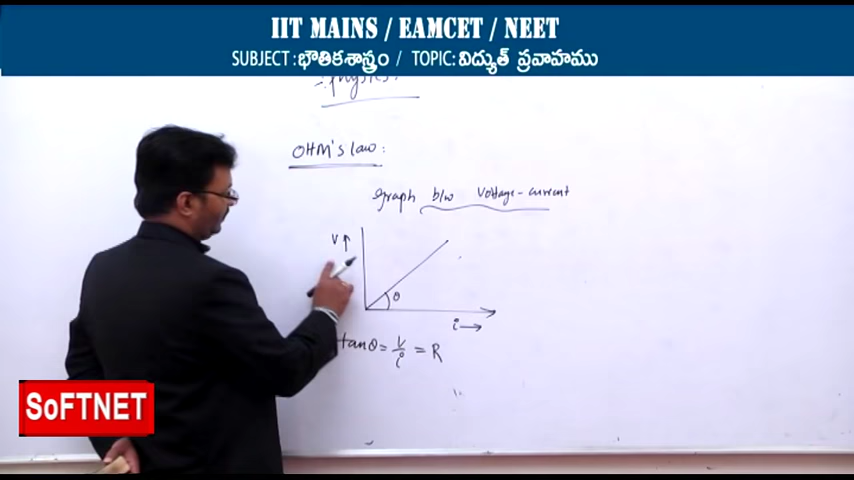 IIT MAINS / EAMCET / NEET
SUBJECT : భౌతికశాస్త్రం / TOPIC : విద్యుత్ ప్రవాహము
:physics:
OHM's law :
graph b/w Voltage - current
V↑
θ
i →
tanθ = V/i = R
SoFTNET